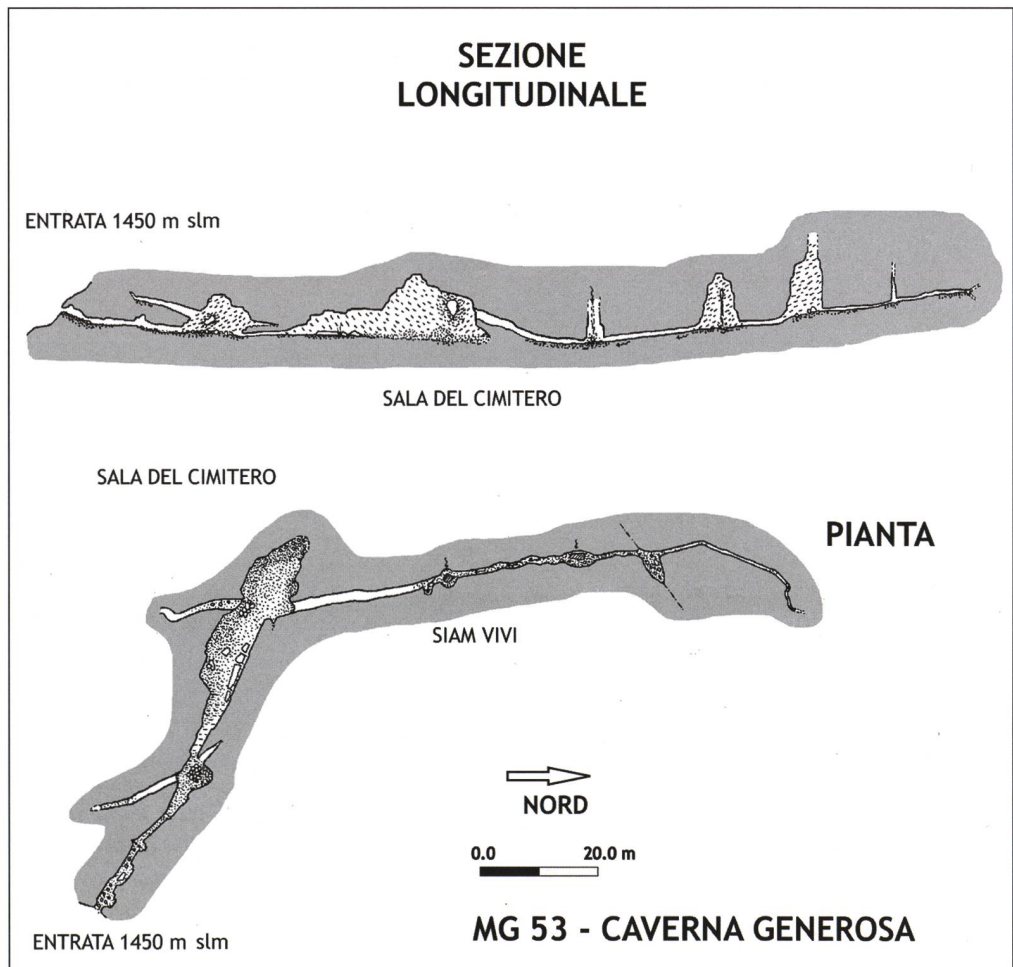 SEZIONE
LONGITUDINALE
ENTRATA 1450 m slm
SALA DEL CIMITERO
SALA DEL CIMITERO
PIANTA
SIAM VIVI
NORD
0.0 20.0 m
MG 53 - CAVERNA GENEROSA
ENTRATA 1450 m slm